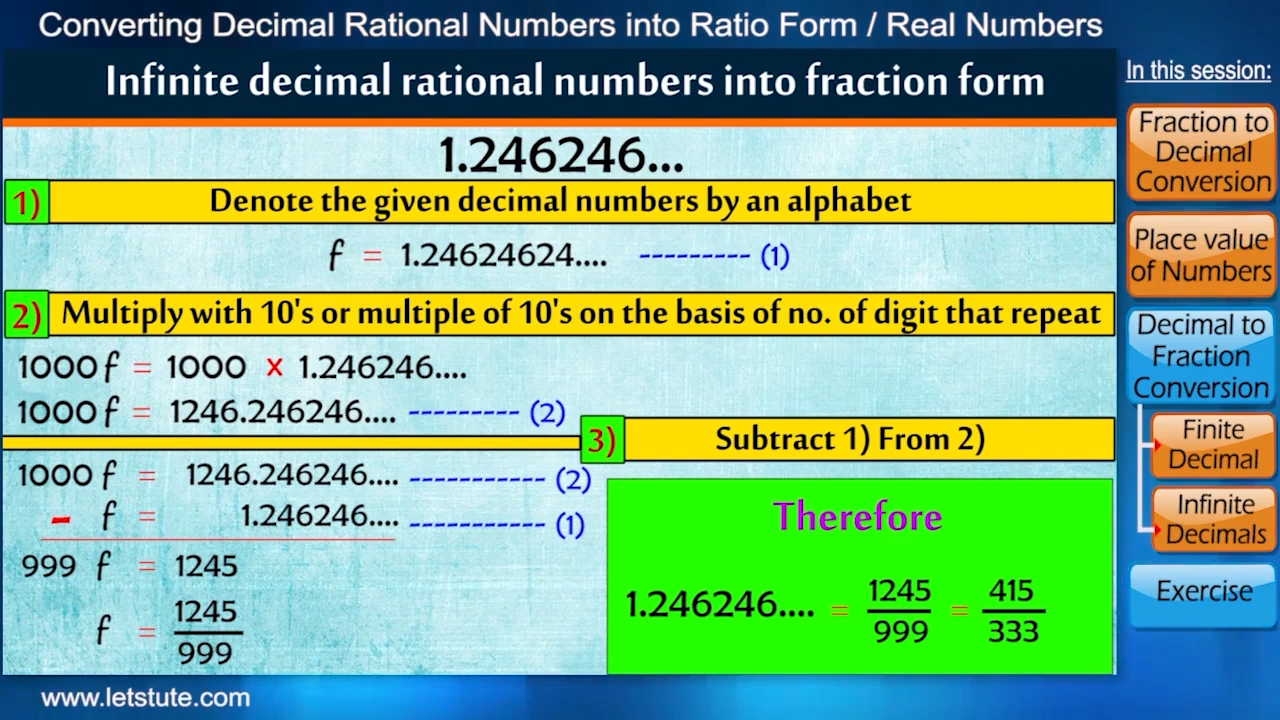 Converting Decimal Rational Numbers into Ratio Form / Real Numbers
Infinite decimal rational numbers into fraction form
1.246246...
1) Denote the given decimal numbers by an alphabet
f = 1.24624624.... --------- (1)
2) Multiply with 10's or multiple of 10's on the basis of no. of digit that repeat
1000 f = 1000 x 1.246246....
1000 f = 1246.246246.... --------- (2)
3) Subtract 1) From 2)
1000 f = 1246.246246.... ----------- (2)
- f = 1.246246.... ----------- (1)
999 f = 1245
f = 1245/999
Therefore
1.246246.... = 1245/999 = 415/333
In this session:
Fraction to
Decimal
Conversion
Place value
of Numbers
Decimal to
Fraction
Conversion
Finite
Decimal
Infinite
Decimals
Exercise
www.letstute.com